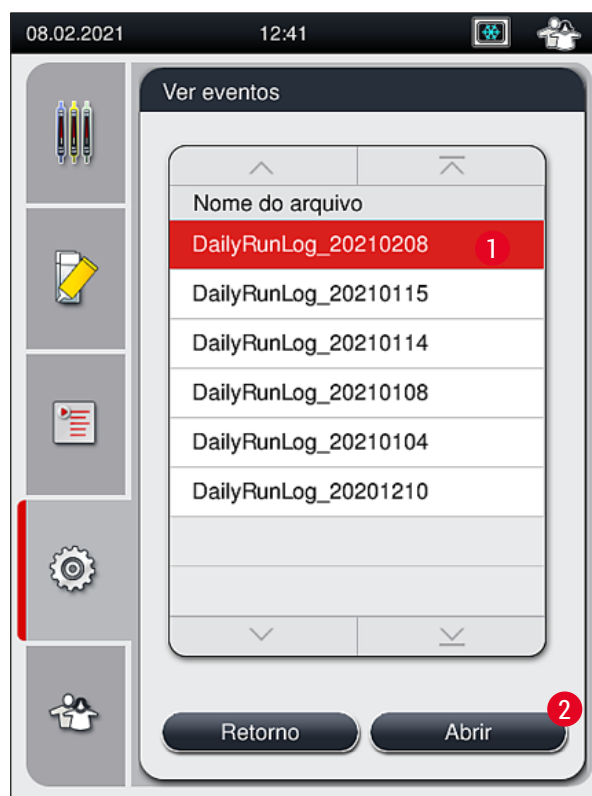 08.02.2021 12:41
Ver eventos
Nome do arquivo
DailyRunLog_20210208 1
DailyRunLog_20210115
DailyRunLog_20210114
DailyRunLog_20210108
DailyRunLog_20210104
DailyRunLog_20201210
2
Retorno Abrir